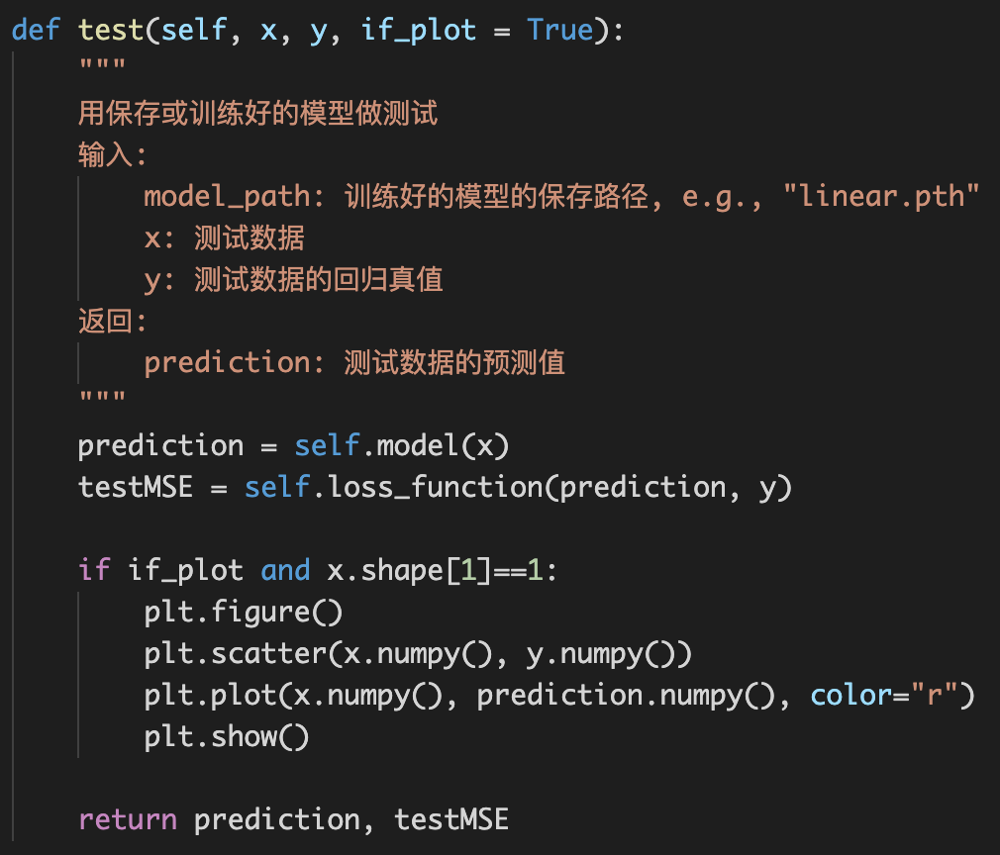 def test(self, x, y, if_plot = True):
"""
用保存或训练好的模型做测试
输入:
model_path: 训练好的模型的保存路径, e.g., "linear.pth"
x: 测试数据
y: 测试数据的回归真值
返回:
prediction: 测试数据的预测值
"""
prediction = self.model(x)
testMSE = self.loss_function(prediction, y)
if if_plot and x.shape[1]==1:
plt.figure()
plt.scatter(x.numpy(), y.numpy())
plt.plot(x.numpy(), prediction.numpy(), color="r")
plt.show()
return prediction, testMSE